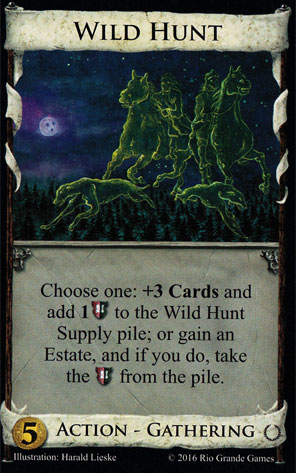 WILD HUNT
Choose one: +3 Cards and
add 1 to the Wild Hunt
Supply pile; or gain an
Estate, and if you do, take
the from the pile.
5 ACTION - GATHERING
Illustration: Harald Lieske © 2016 Rio Grande Games